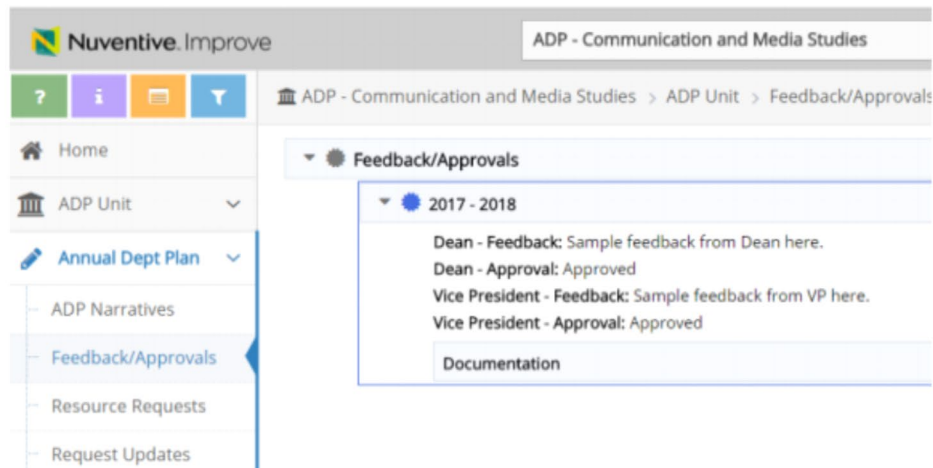 Nuventive. Improve
ADP - Communication and Media Studies
? i
ADP - Communication and Media Studies > ADP Unit > Feedback/Approvals
Home
ADP Unit
Annual Dept Plan
ADP Narratives
Feedback/Approvals
Resource Requests
Request Updates
Feedback/Approvals
2017 - 2018
Dean - Feedback: Sample feedback from Dean here.
Dean - Approval: Approved
Vice President - Feedback: Sample feedback from VP here.
Vice President - Approval: Approved
Documentation